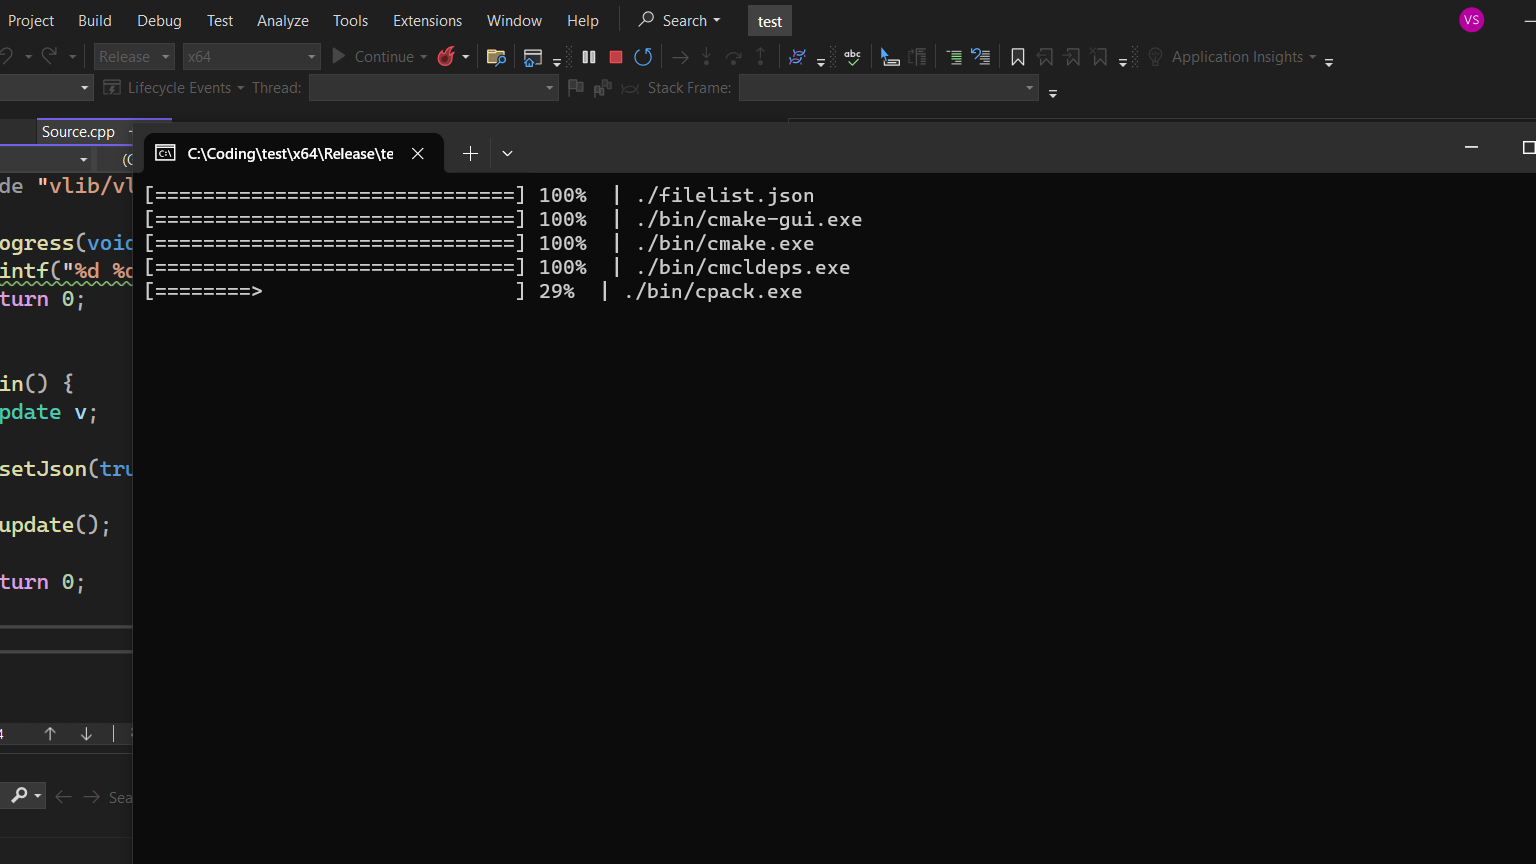 Project Build Debug Test Analyze Tools Extensions Window Help Search test VS
Release x64 Continue abc Application Insights
Lifecycle Events Thread: Stack Frame:
Source.cpp
C:\ C:\Coding\test\x64\Release\te
de "vlib/vl
ogress(void
intf("%d %d
turn 0;
in() {
pdate v;
setJson(tru
update();
turn 0;
4
Sea
[==============================] 100% | ./filelist.json
[==============================] 100% | ./bin/cmake-gui.exe
[==============================] 100% | ./bin/cmake.exe
[==============================] 100% | ./bin/cmcldeps.exe
[========> ] 29% | ./bin/cpack.exe